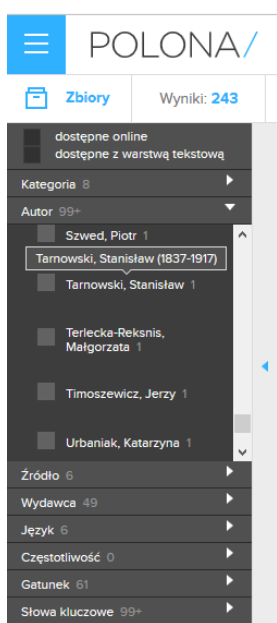 POLONA/
Zbiory
Wyniki: 243
dostępne online
dostępne z warstwą tekstową
Kategoria 8
Autor 99+
Szwed, Piotr 1
Tarnowski, Stanisław (1837-1917)
Tarnowski, Stanisław 1
Terlecka-Reksnis,
Małgorzata 1
Timoszewicz, Jerzy 1
Urbaniak, Katarzyna 1
Źródło 6
Wydawca 49
Język 6
Częstotliwość 0
Gatunek 61
Słowa kluczowe 99+